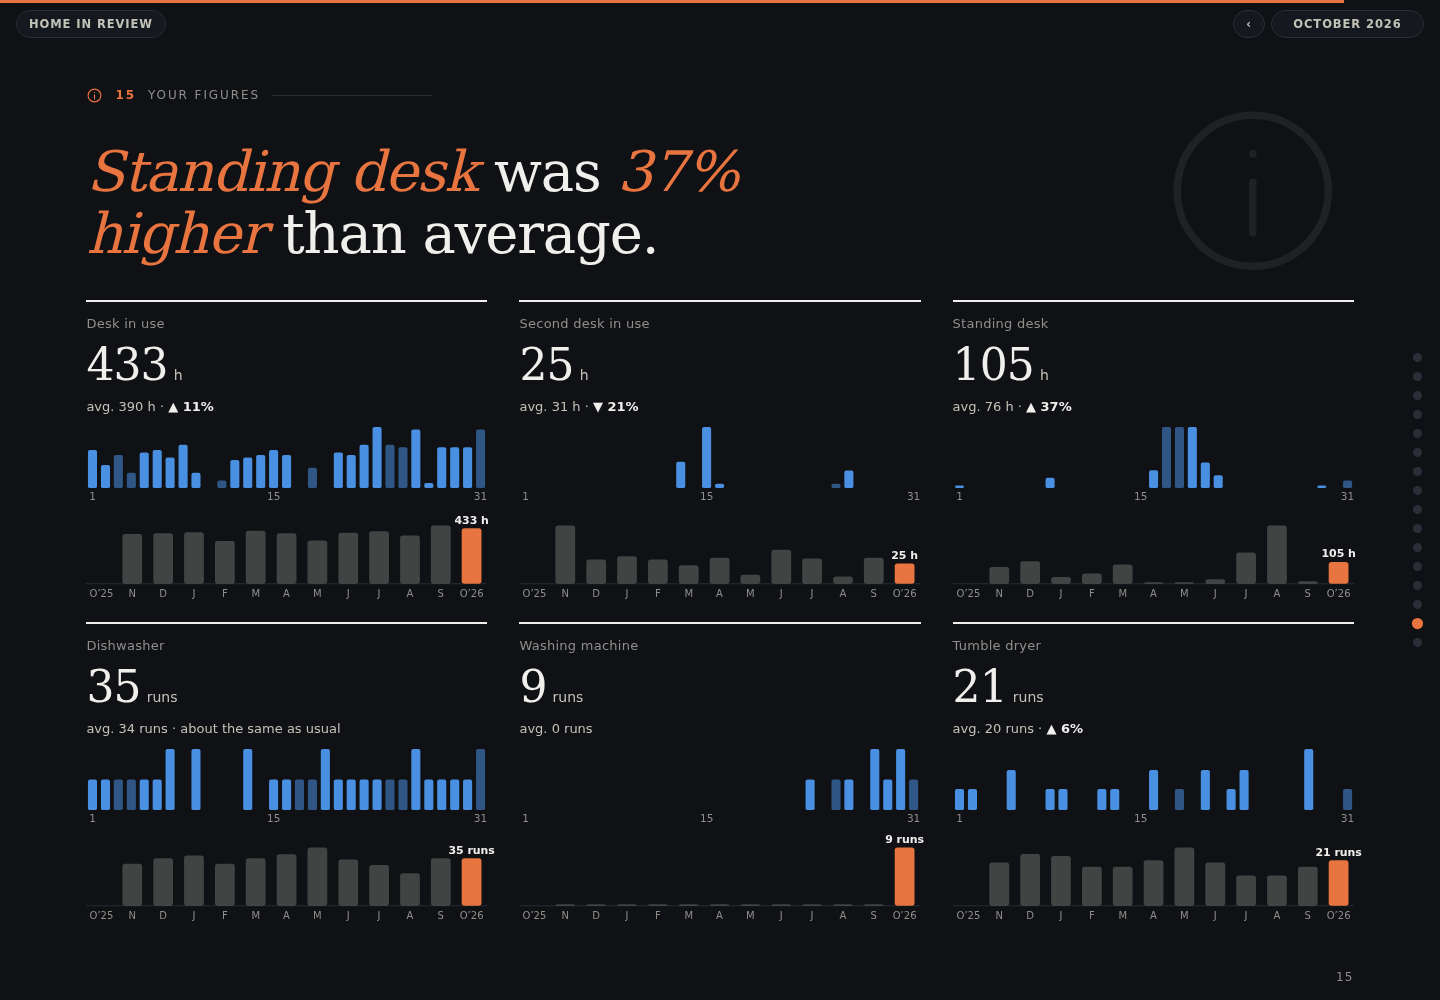 HOME IN REVIEW
‹ OCTOBER 2026
15 YOUR FIGURES
Standing desk was 37%
higher than average.
Desk in use
433 h
avg. 390 h · ▲ 11%
1 15 31
433 h
O’25 N D J F M A M J J A S O’26
Second desk in use
25 h
avg. 31 h · ▼ 21%
1 15 31
25 h
O’25 N D J F M A M J J A S O’26
Standing desk
105 h
avg. 76 h · ▲ 37%
1 15 31
105 h
O’25 N D J F M A M J J A S O’26
Dishwasher
35 runs
avg. 34 runs · about the same as usual
1 15 31
35 runs
O’25 N D J F M A M J J A S O’26
Washing machine
9 runs
avg. 0 runs
1 15 31
9 runs
O’25 N D J F M A M J J A S O’26
Tumble dryer
21 runs
avg. 20 runs · ▲ 6%
1 15 31
21 runs
O’25 N D J F M A M J J A S O’26
15